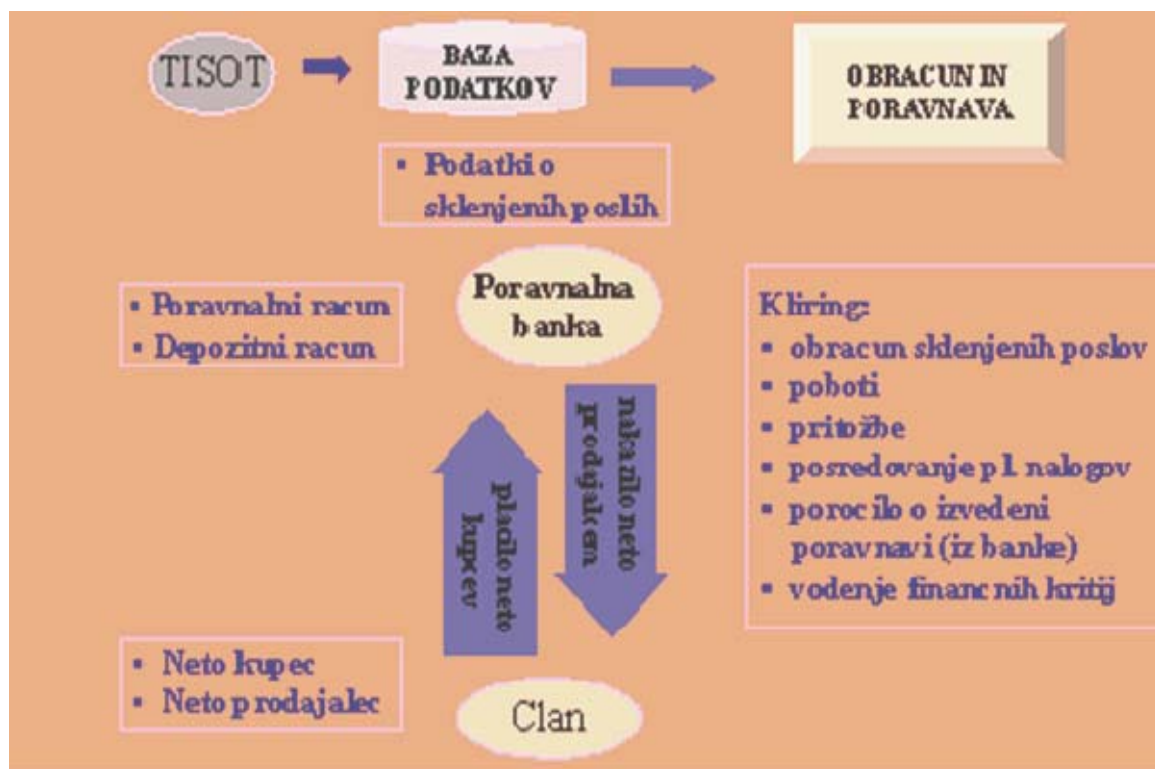 TISOT
BAZA
PODATKOV
OBRACUN IN
PORAVNAVA
▪ Podatki o
sklenjenih poslih
▪ Poravnalni racun
▪ Depozitni racun
Poravnalna
banka
Kliring:
▪ obracun sklenjenih poslov
▪ poboti
▪ pritožbe
▪ posredovanje pl. nalogov
▪ porocilo o izvedeni
poravnavi (iz banke)
▪ vodenje financnih kritij
placilo neto
kupcev
nakazilo neto
prodajalcem
▪ Neto kupec
▪ Neto prodajalec
Clan